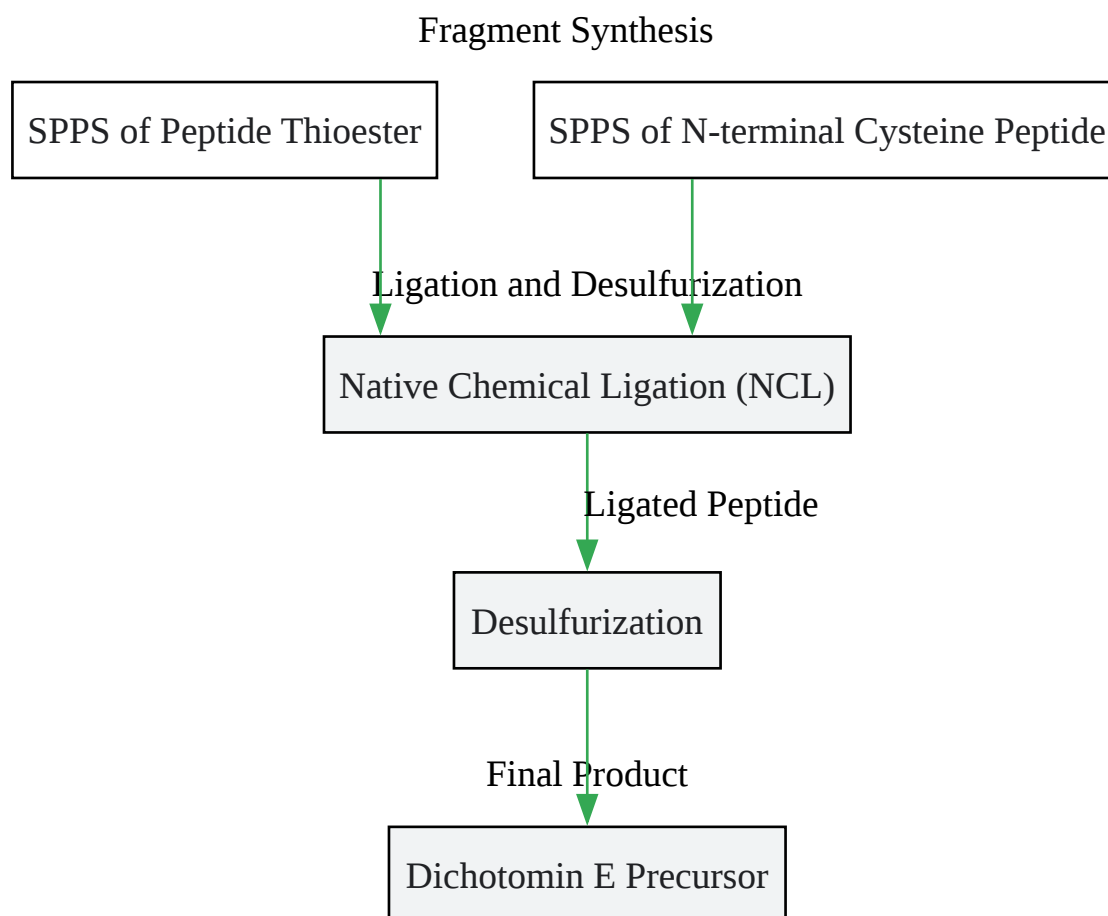 Fragment Synthesis
SPPS of Peptide Thioester
SPPS of N-terminal Cysteine Peptide
Ligation and Desulfurization
Native Chemical Ligation (NCL)
Ligated Peptide
Desulfurization
Final Product
Dichotomin E Precursor